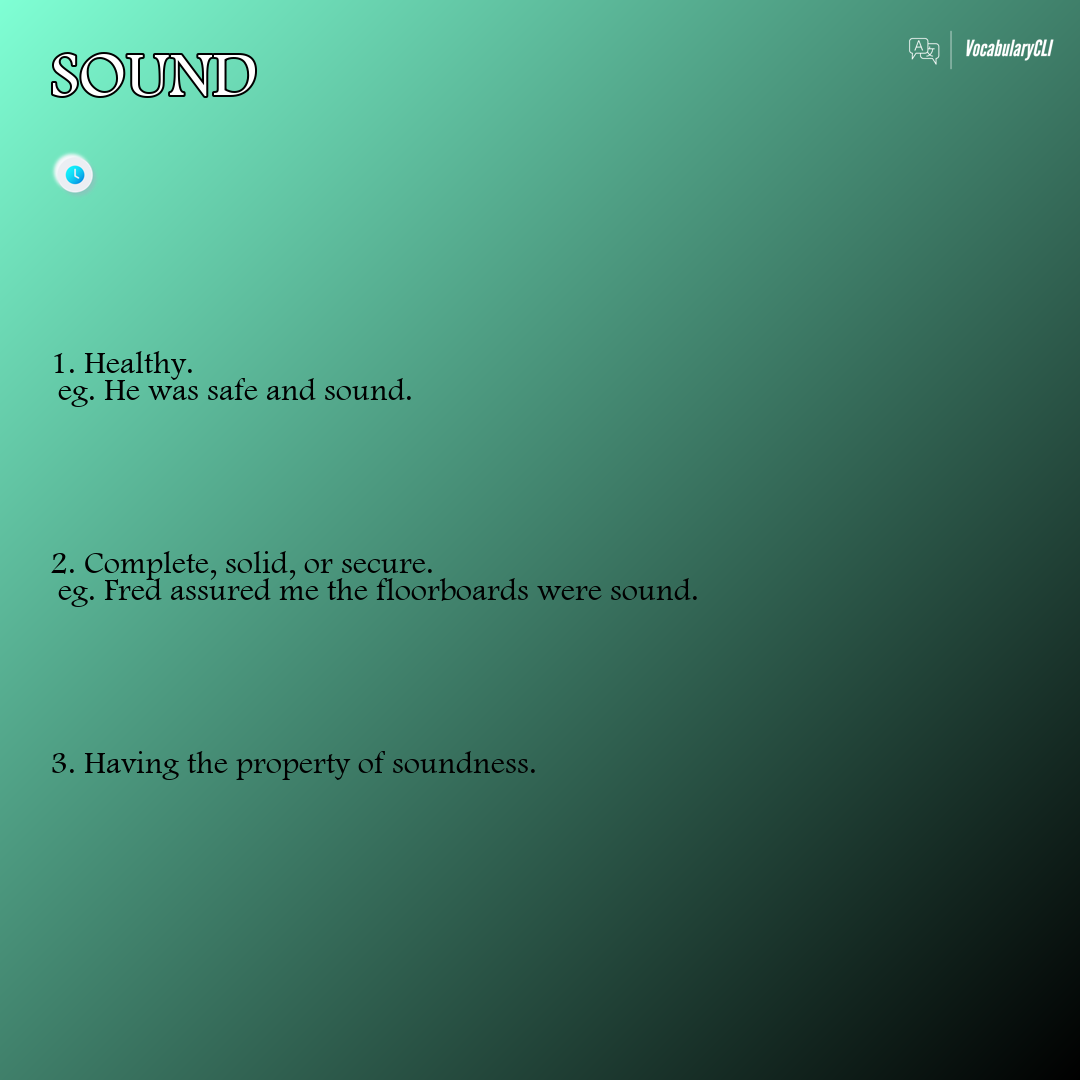 SOUND
VocabularyCLI
1. Healthy.
eg. He was safe and sound.
2. Complete, solid, or secure.
eg. Fred assured me the floorboards were sound.
3. Having the property of soundness.